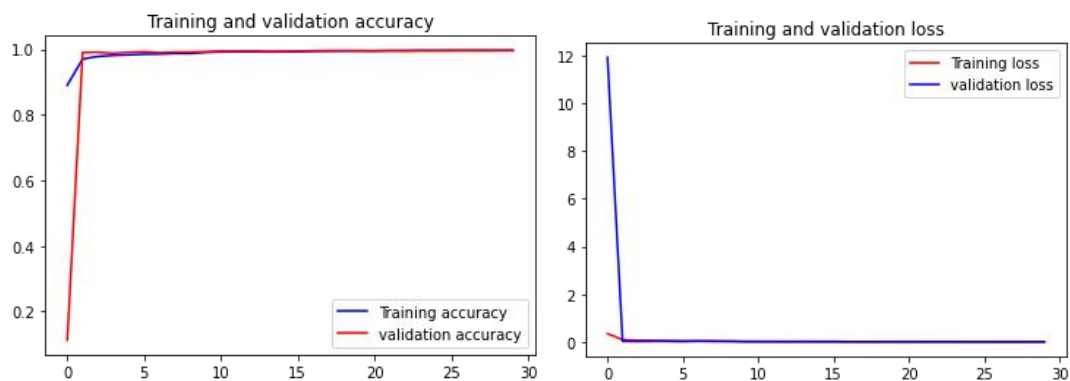 Training and validation accuracy
1.0
0.8
0.6
0.4
0.2
Training accuracy
validation accuracy
0 5 10 15 20 25 30
Training and validation loss
12
10
8
6
4
2
0
Training loss
validation loss
0 5 10 15 20 25 30